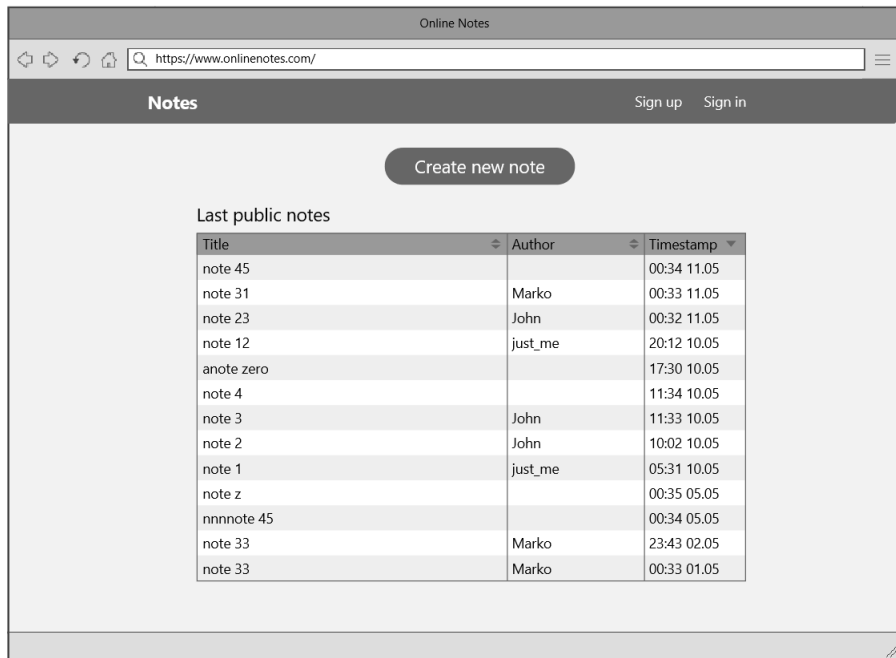 Online Notes
https://www.onlinenotes.com/
Notes Sign up Sign in
Create new note
Last public notes
Title Author Timestamp
note 45 00:34 11.05
note 31 Marko 00:33 11.05
note 23 John 00:32 11.05
note 12 just_me 20:12 10.05
anote zero 17:30 10.05
note 4 11:34 10.05
note 3 John 11:33 10.05
note 2 John 10:02 10.05
note 1 just_me 05:31 10.05
note z 00:35 05.05
nnnnote 45 00:34 05.05
note 33 Marko 23:43 02.05
note 33 Marko 00:33 01.05